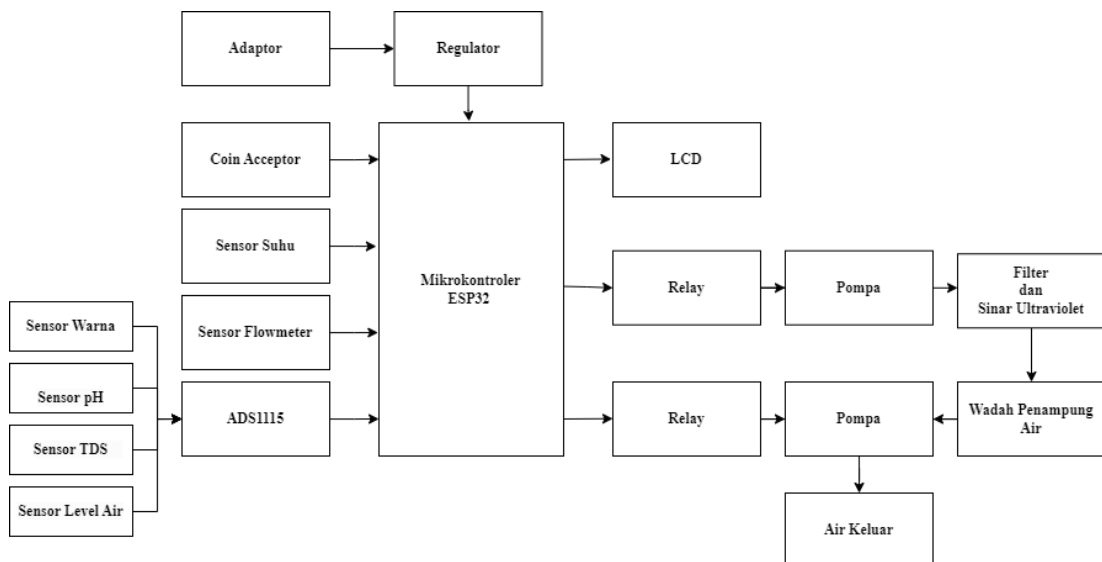 Adaptor
Regulator
Coin Acceptor
LCD
Sensor Suhu
Mikrokontroler
ESP32
Relay
Pompa
Filter
dan
Sinar Ultraviolet
Sensor Warna
Sensor Flowmeter
Sensor pH
ADS1115
Relay
Pompa
Wadah Penampung
Air
Sensor TDS
Sensor Level Air
Air Keluar